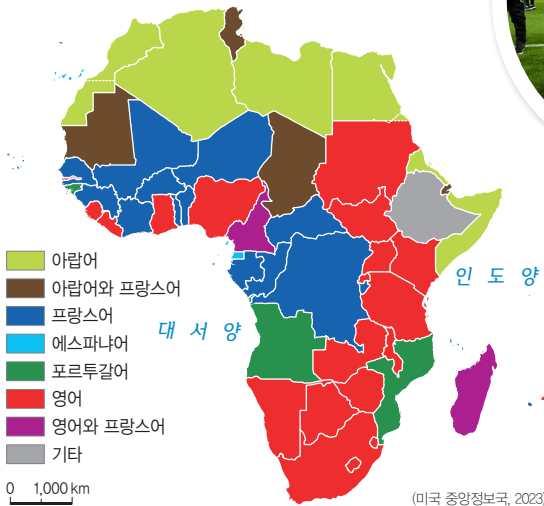 아랍어
아랍어와 프랑스어
프랑스어
에스파냐어
포르투갈어
영어
영어와 프랑스어
기타
대 서 양
인 도 양
0 1,000 km
(미국 중앙정보국, 2023)